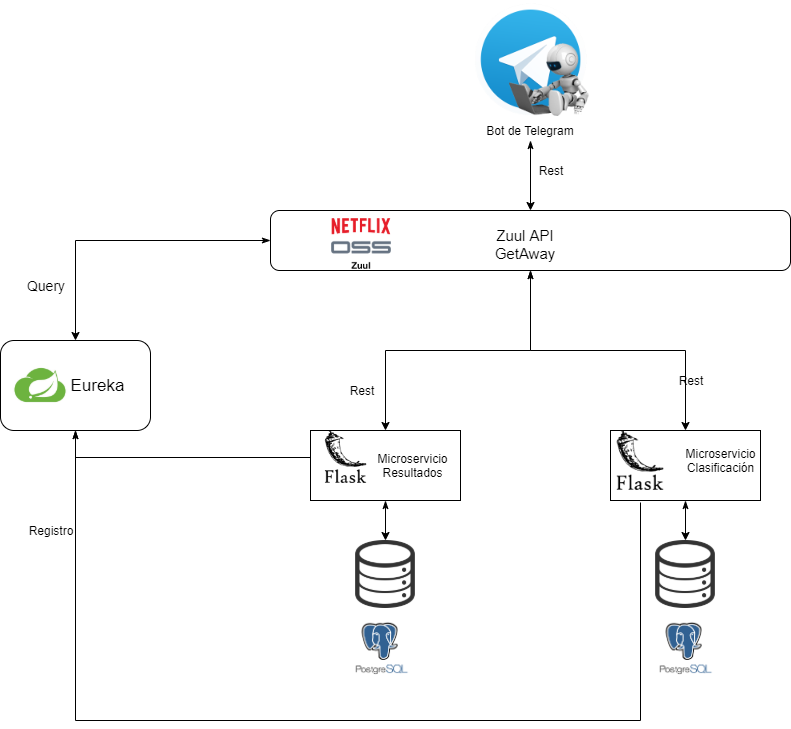 Bot de Telegram
Rest
NETFLIX
OSS
Zuul
Zuul API
GetAway
Query
Eureka
Rest
Rest
Flask
Microservicio
Resultados
Flask
Microservicio
Clasificación
Registro
PostgreSQL
PostgreSQL